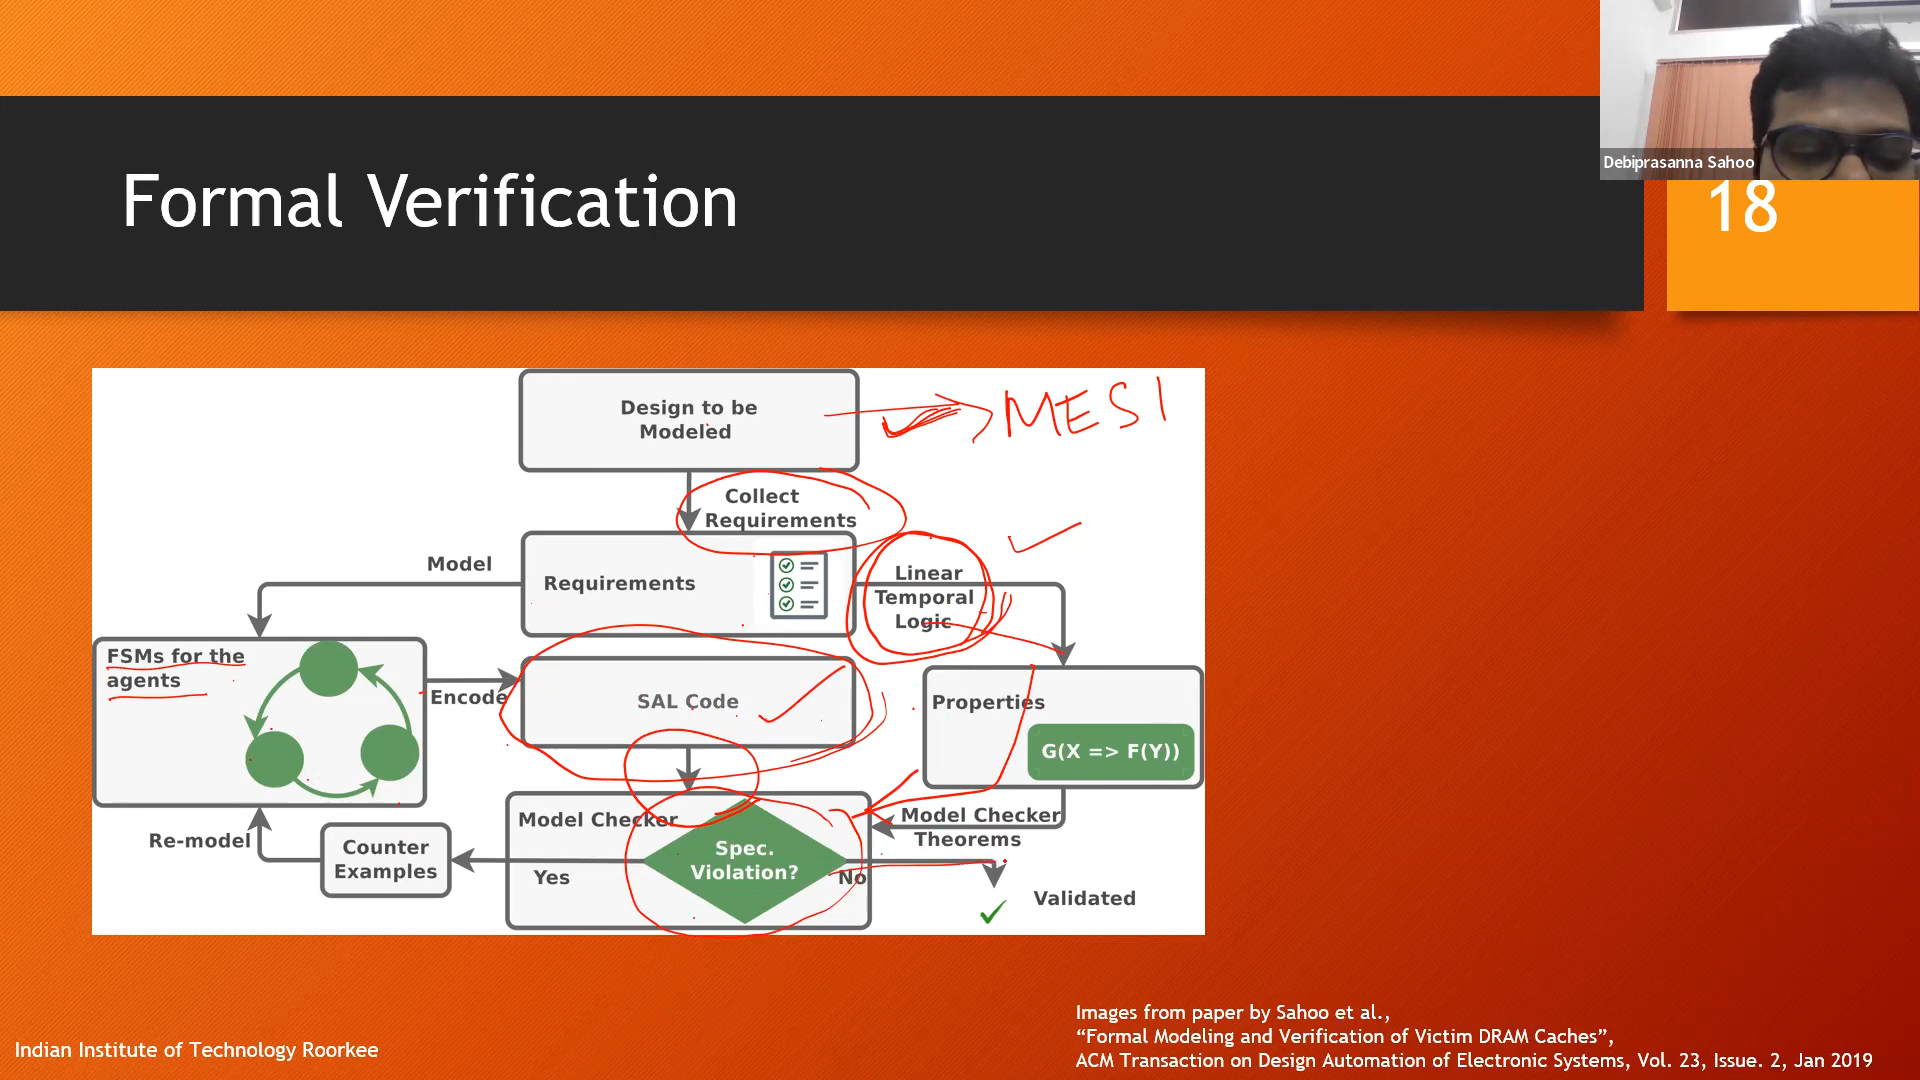 Debiprasanna Sahoo
Formal Verification
18
Design to be
Modeled
MESI
Collect
Requirements
Model
Requirements
Linear
Temporal
Logic
FSMs for the
agents
Encode
SAL Code
Properties
G(X => F(Y))
Model Checker
Model Checker
Theorems
Re-model
Counter
Examples
Yes
Spec.
Violation?
No
Validated
Images from paper by Sahoo et al.,
“Formal Modeling and Verification of Victim DRAM Caches”,
ACM Transaction on Design Automation of Electronic Systems, Vol. 23, Issue. 2, Jan 2019
Indian Institute of Technology Roorkee